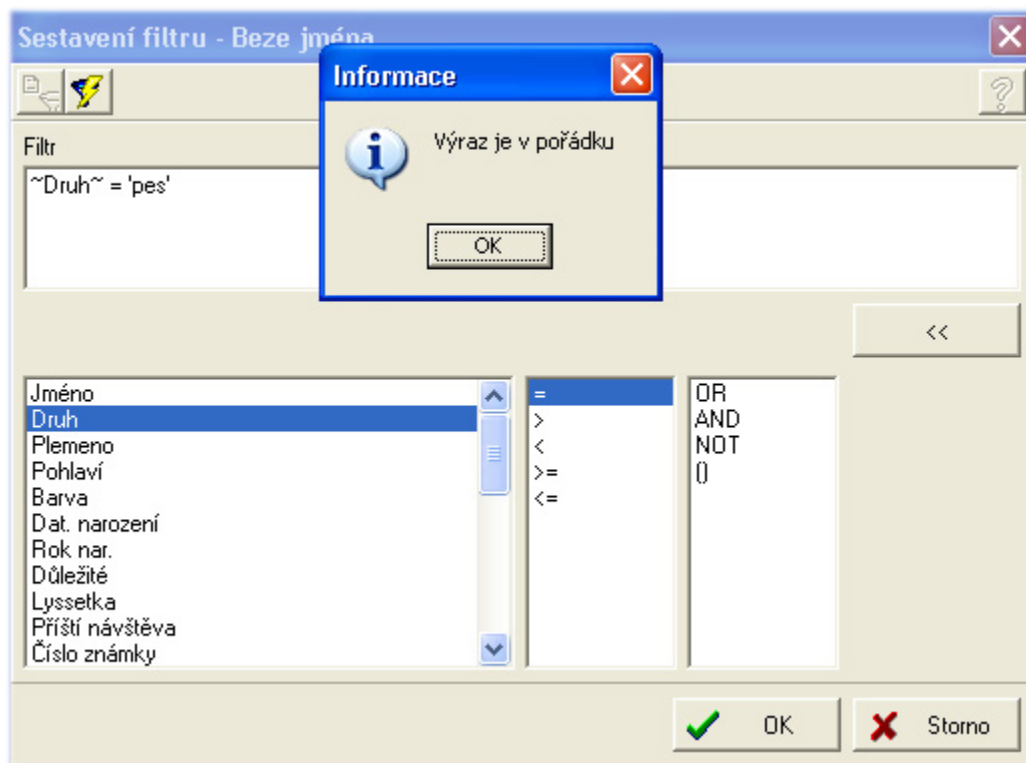 Sestavení filtru - Beze jména
Informace
Výraz je v pořádku
OK
Filtr
~Druh~ = 'pes'
<<
Jméno
Druh
Plemeno
Pohlaví
Barva
Dat. narození
Rok nar.
Důležité
Lyssetka
Příští návštěva
Číslo známky
=
>
<
>=
<=
OR
AND
NOT
()
OK
Storno